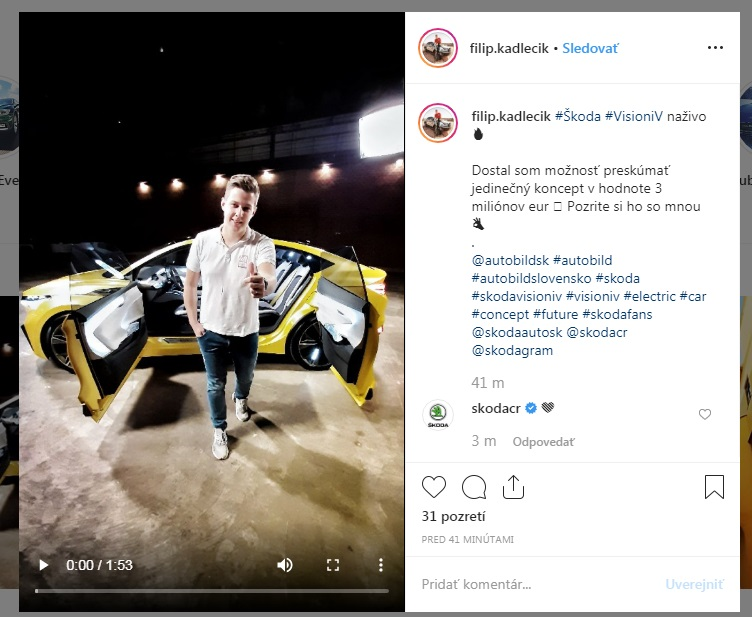 filip.kadlecik • Sledovať
filip.kadlecik #Škoda #VisioniV naživo
Dostal som možnosť preskúmať
jedinečný koncept v hodnote 3
miliónov eur Pozrite si ho so mnou
.
@autobildsk #autobild
#autobildslovensko #skoda
#skodavisioniv #visioniv #electric #car
#concept #future #skodafans
@skodaautosk @skodacr
@skodagram
41 m
skodacr
ŠKODA
3 m Odpovedať
31 pozretí
PRED 41 MINÚTAMI
0:00 / 1:53
Pridať komentár... Uverejniť
Eve